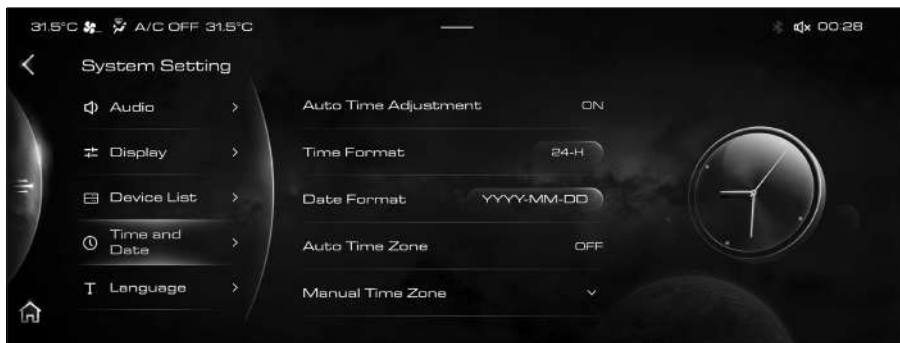 31.5°C A/C OFF 31.5°C
00:28
System Setting
Audio
Display
Device List
Time and
Date
T Language
Auto Time Adjustment ON
Time Format 24-H
Date Format YYYY-MM-DD
Auto Time Zone OFF
Manual Time Zone